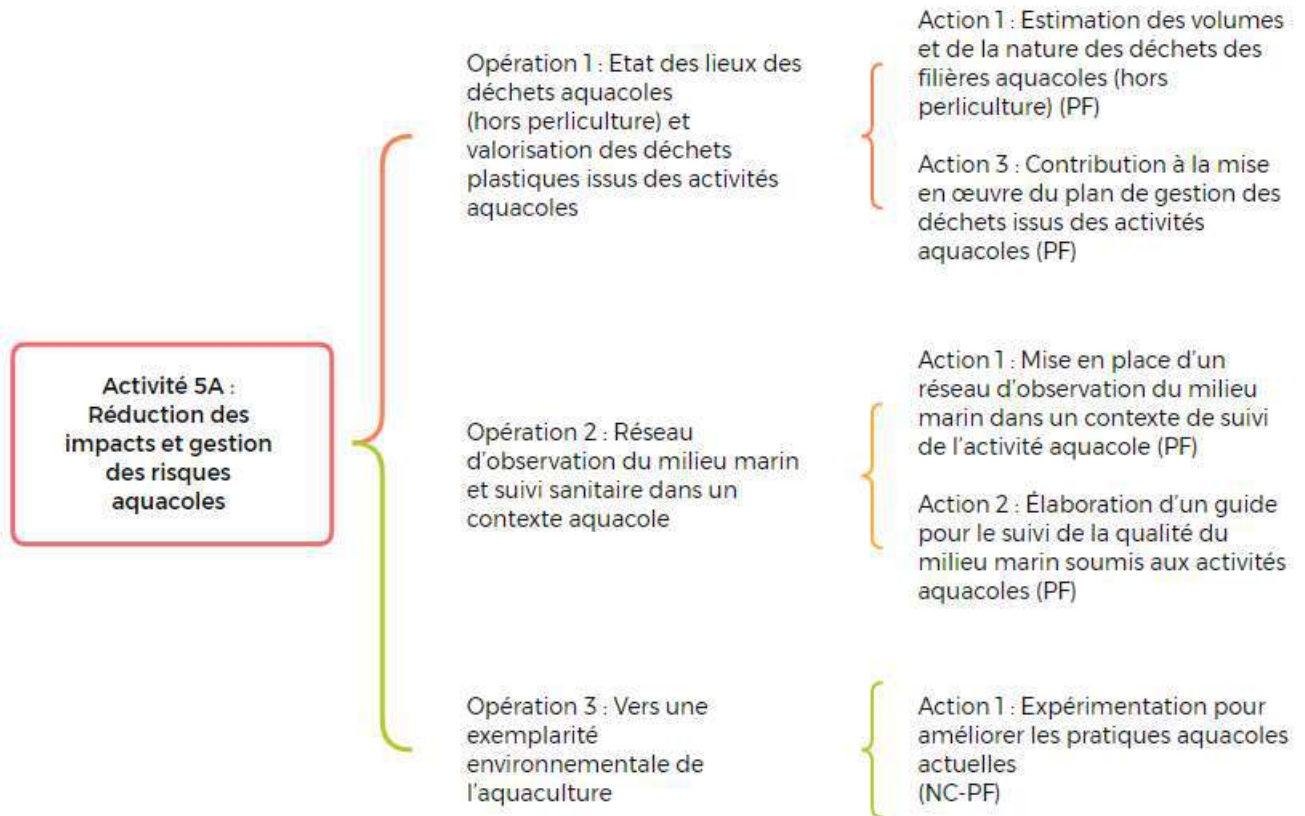 Activité 5A :
Réduction des
impacts et gestion
des risques
aquacoles
Opération 1 : Etat des lieux des
déchets aquacoles
(hors perliculture) et
valorisation des déchets
plastiques issus des activités
aquacoles
Action 1 : Estimation des volumes
et de la nature des déchets des
filières aquacoles (hors
perliculture) (PF)
Action 3 : Contribution à la mise
en œuvre du plan de gestion des
déchets issus des activités
aquacoles (PF)
Opération 2 : Réseau
d'observation du milieu marin
et suivi sanitaire dans un
contexte aquacole
Action 1 : Mise en place d'un
réseau d'observation du milieu
marin dans un contexte de suivi
de l'activité aquacole (PF)
Action 2 : Élaboration d'un guide
pour le suivi de la qualité du
milieu marin soumis aux activités
aquacoles (PF)
Opération 3 : Vers une
exemplarité
environnementale de
l'aquaculture
Action 1 : Expérimentation pour
améliorer les pratiques aquacoles
actuelles
(NC-PF)